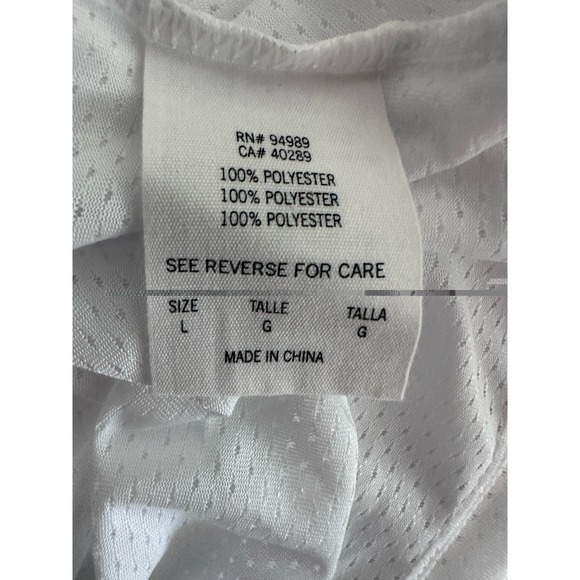 RN# 94989
CA# 40289
100% POLYESTER
100% POLYESTER
100% POLYESTER
SEE REVERSE FOR CARE
SIZE TALLE TALLA
L G G
MADE IN CHINA